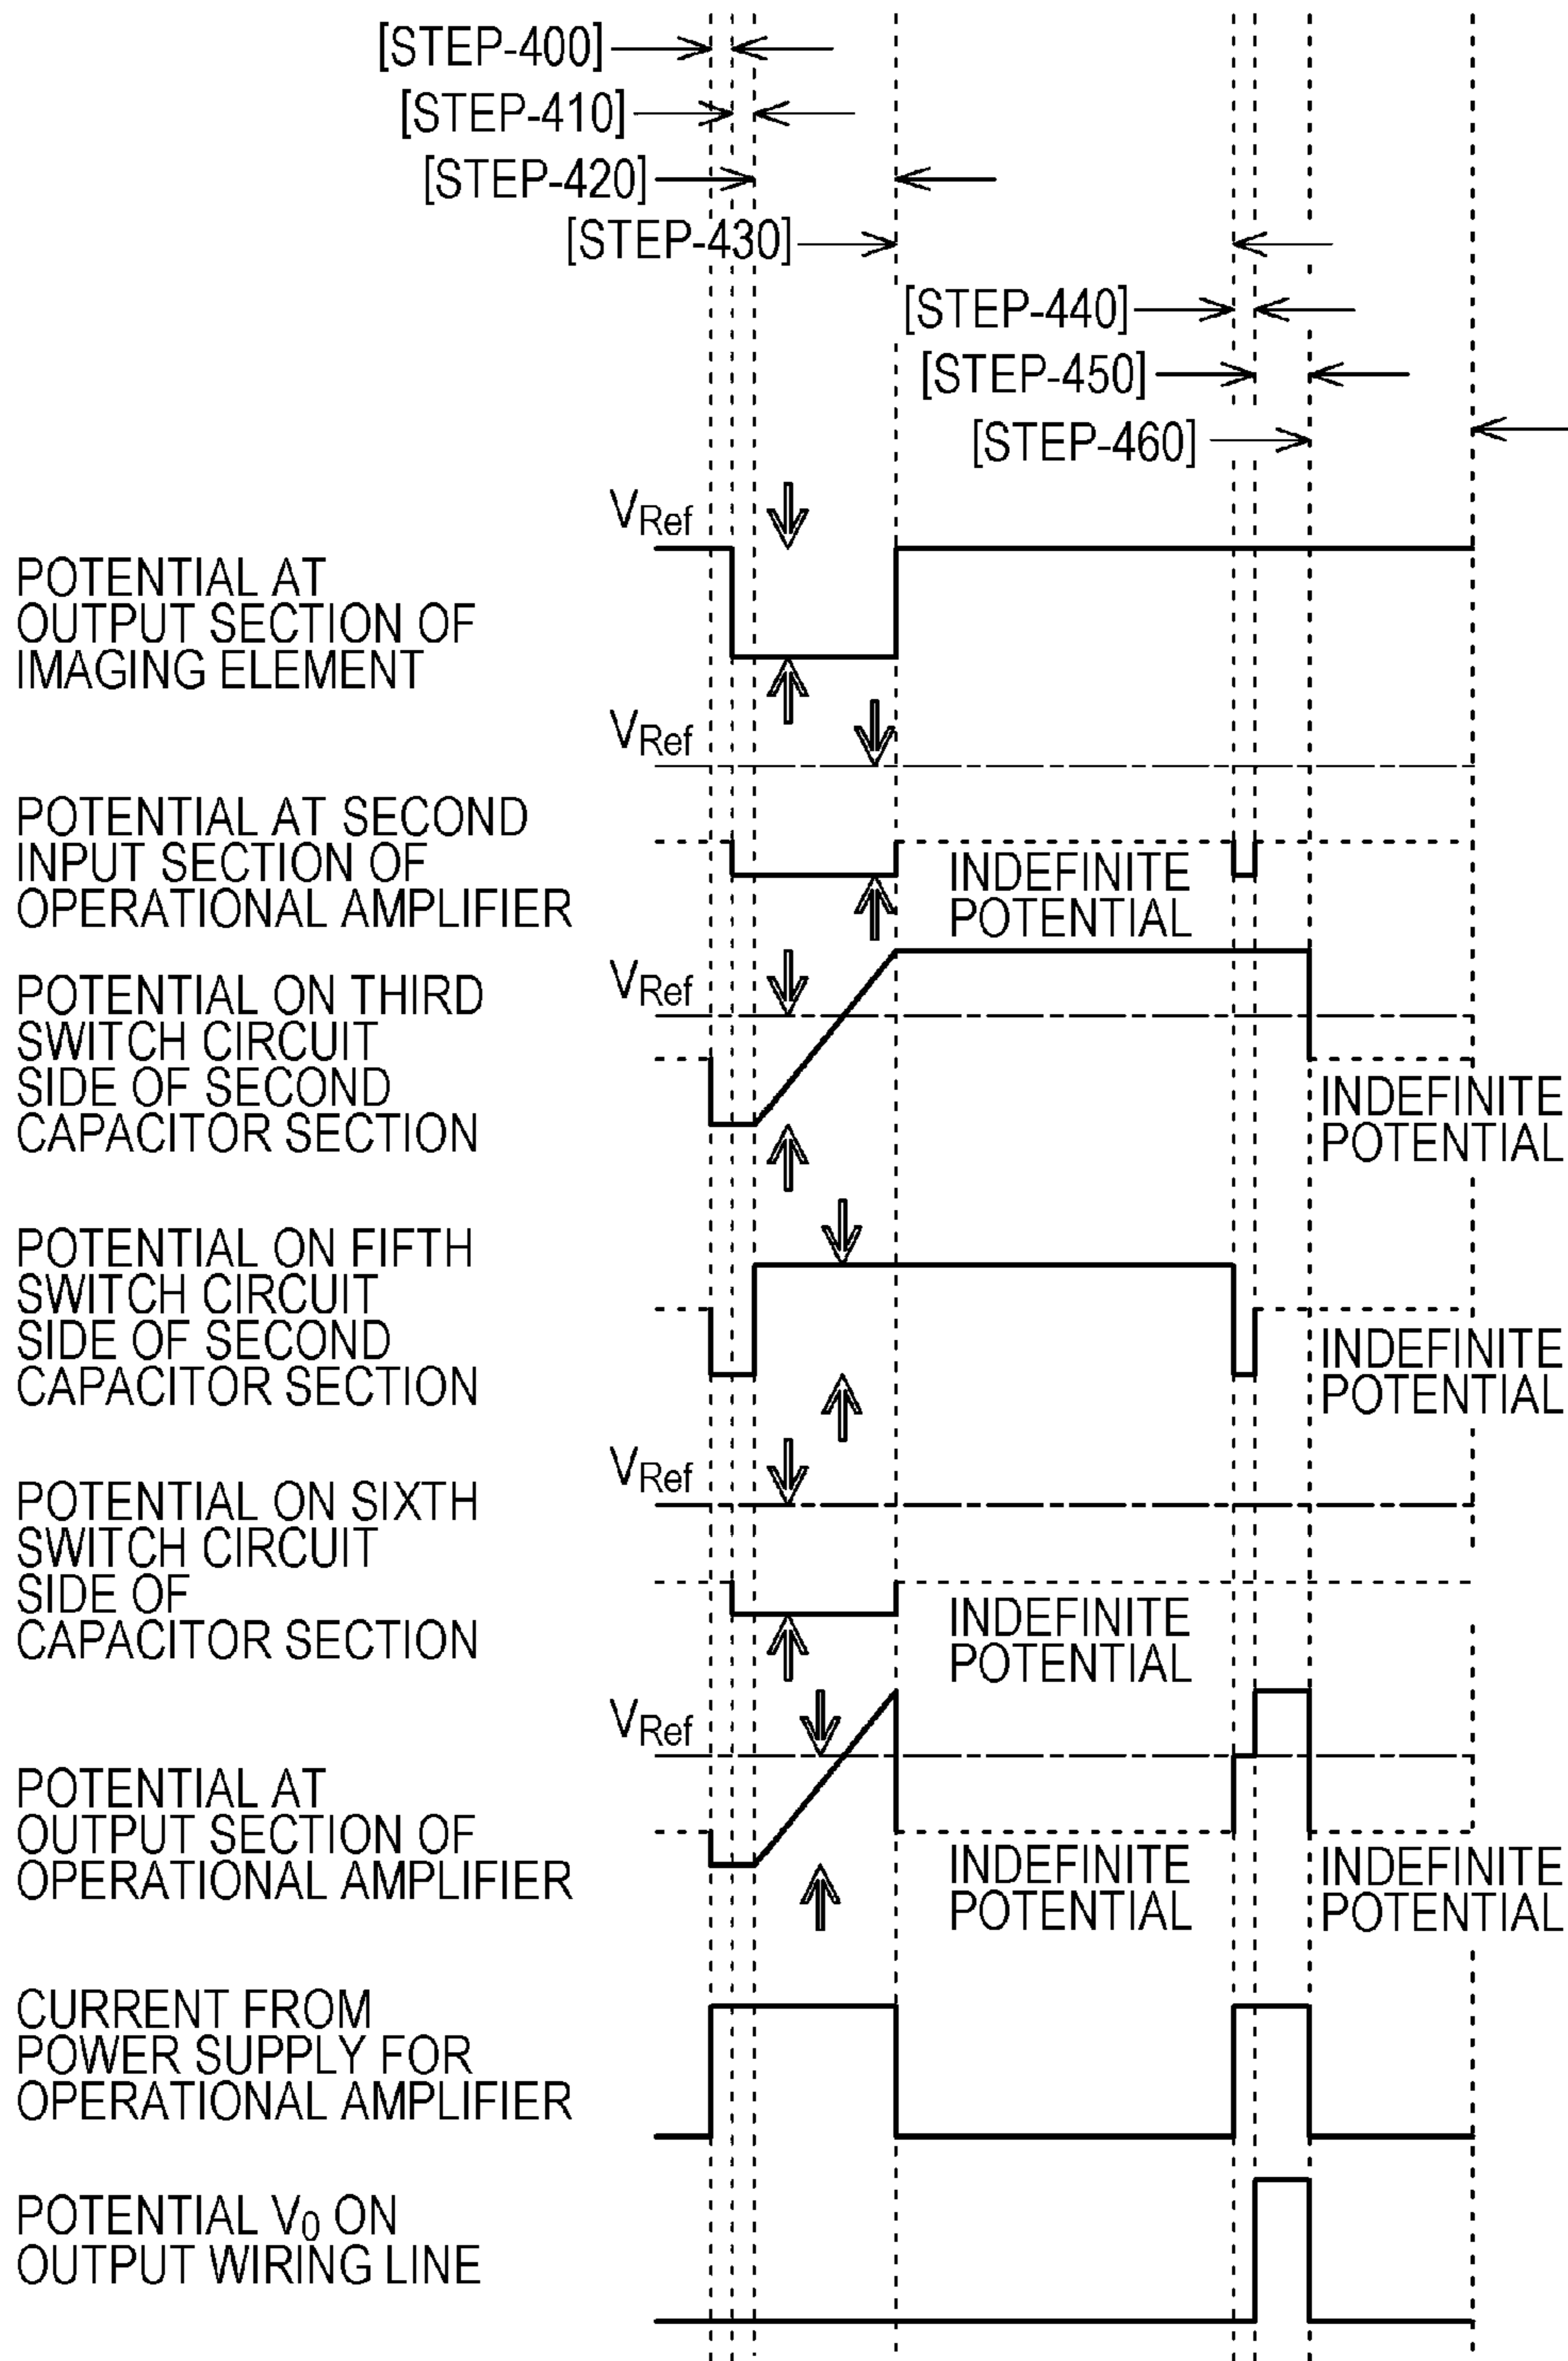 [STEP-400]
[STEP-410]
[STEP-420]
[STEP-430]
[STEP-440]
[STEP-450]
[STEP-460]
VRef
POTENTIAL AT
OUTPUT SECTION OF
IMAGING ELEMENT
VRef
POTENTIAL AT SECOND
INPUT SECTION OF
OPERATIONAL AMPLIFIER
INDEFINITE
POTENTIAL
VRef
POTENTIAL ON THIRD
SWITCH CIRCUIT
SIDE OF SECOND
CAPACITOR SECTION
INDEFINITE
POTENTIAL
POTENTIAL ON FIFTH
SWITCH CIRCUIT
SIDE OF SECOND
CAPACITOR SECTION
INDEFINITE
POTENTIAL
VRef
POTENTIAL ON SIXTH
SWITCH CIRCUIT
SIDE OF
CAPACITOR SECTION
INDEFINITE
POTENTIAL
VRef
POTENTIAL AT
OUTPUT SECTION OF
OPERATIONAL AMPLIFIER
INDEFINITE
POTENTIAL
INDEFINITE
POTENTIAL
CURRENT FROM
POWER SUPPLY FOR
OPERATIONAL AMPLIFIER
POTENTIAL V0 ON
OUTPUT WIRING LINE